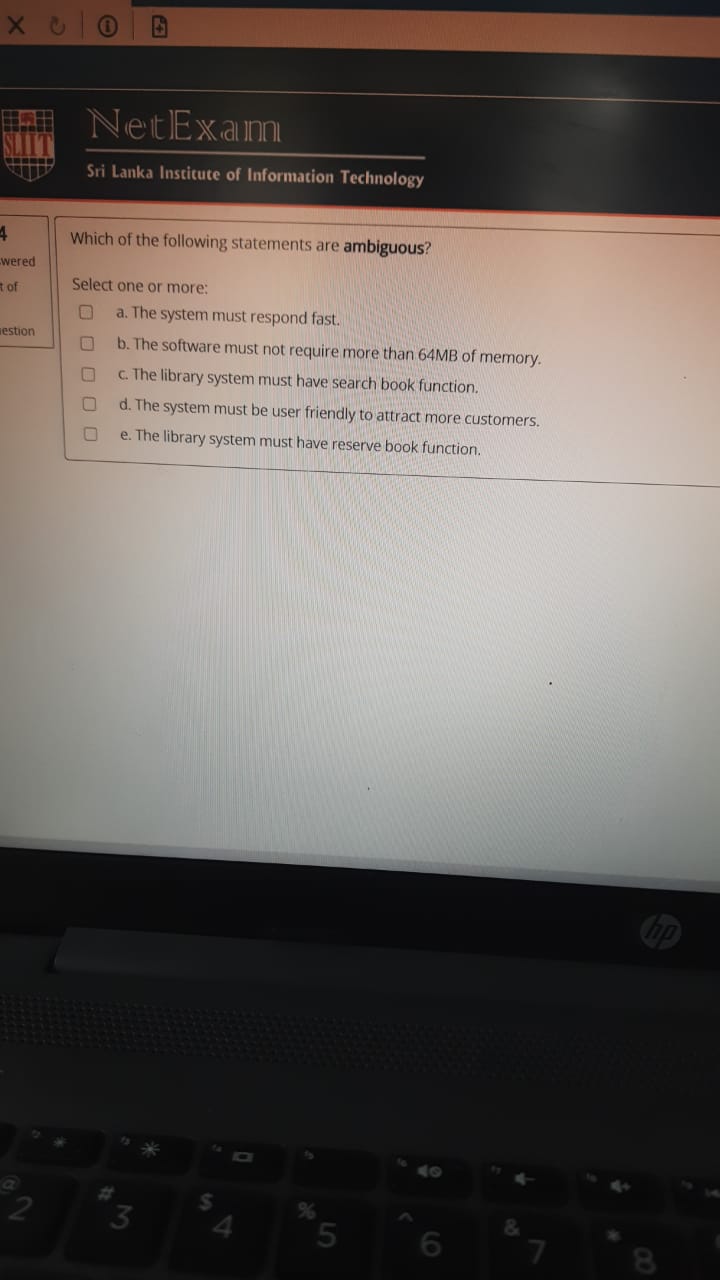 SLIIT
NetExam
Sri Lanka Institute of Information Technology
4
wered
t of
estion
Which of the following statements are ambiguous?
Select one or more:
a. The system must respond fast.
b. The software must not require more than 64MB of memory.
c. The library system must have search book function.
d. The system must be user friendly to attract more customers.
e. The library system must have reserve book function.
hp
@ # $ % ^ & *
2 3 4 5 6 7 8